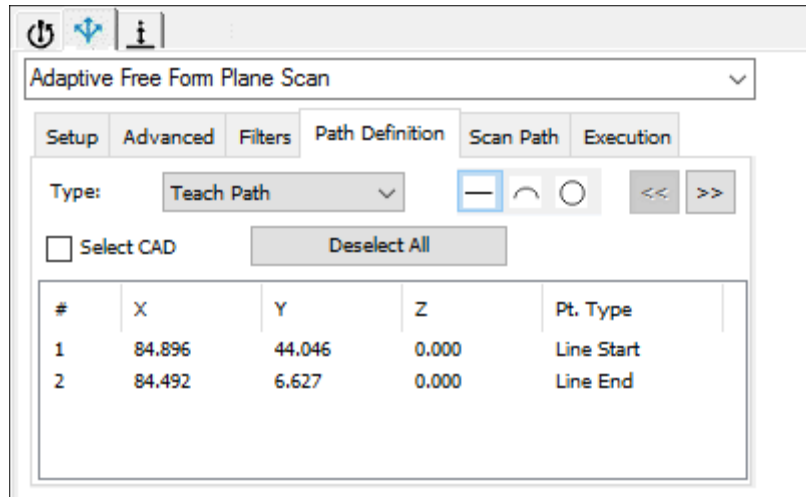 Adaptive Free Form Plane Scan
Setup Advanced Filters Path Definition Scan Path Execution
Type: Teach Path << >>
Select CAD Deselect All
# X Y Z Pt. Type
1 84.896 44.046 0.000 Line Start
2 84.492 6.627 0.000 Line End